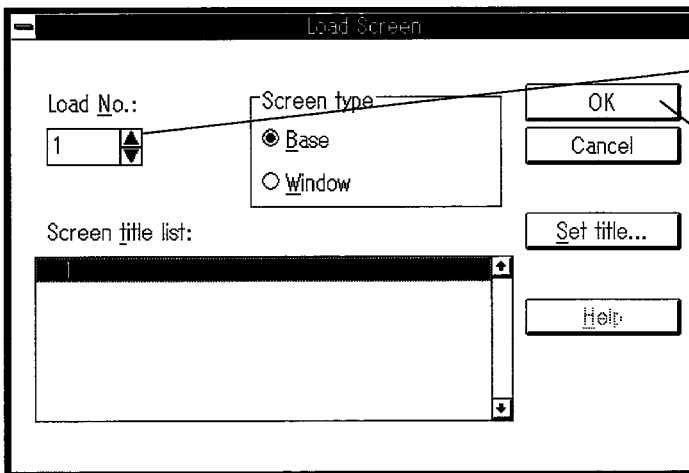 Load Screen
Load No.:
1
Screen type
Base
Window
OK
Cancel
Screen title list:
1
Set title...
Help